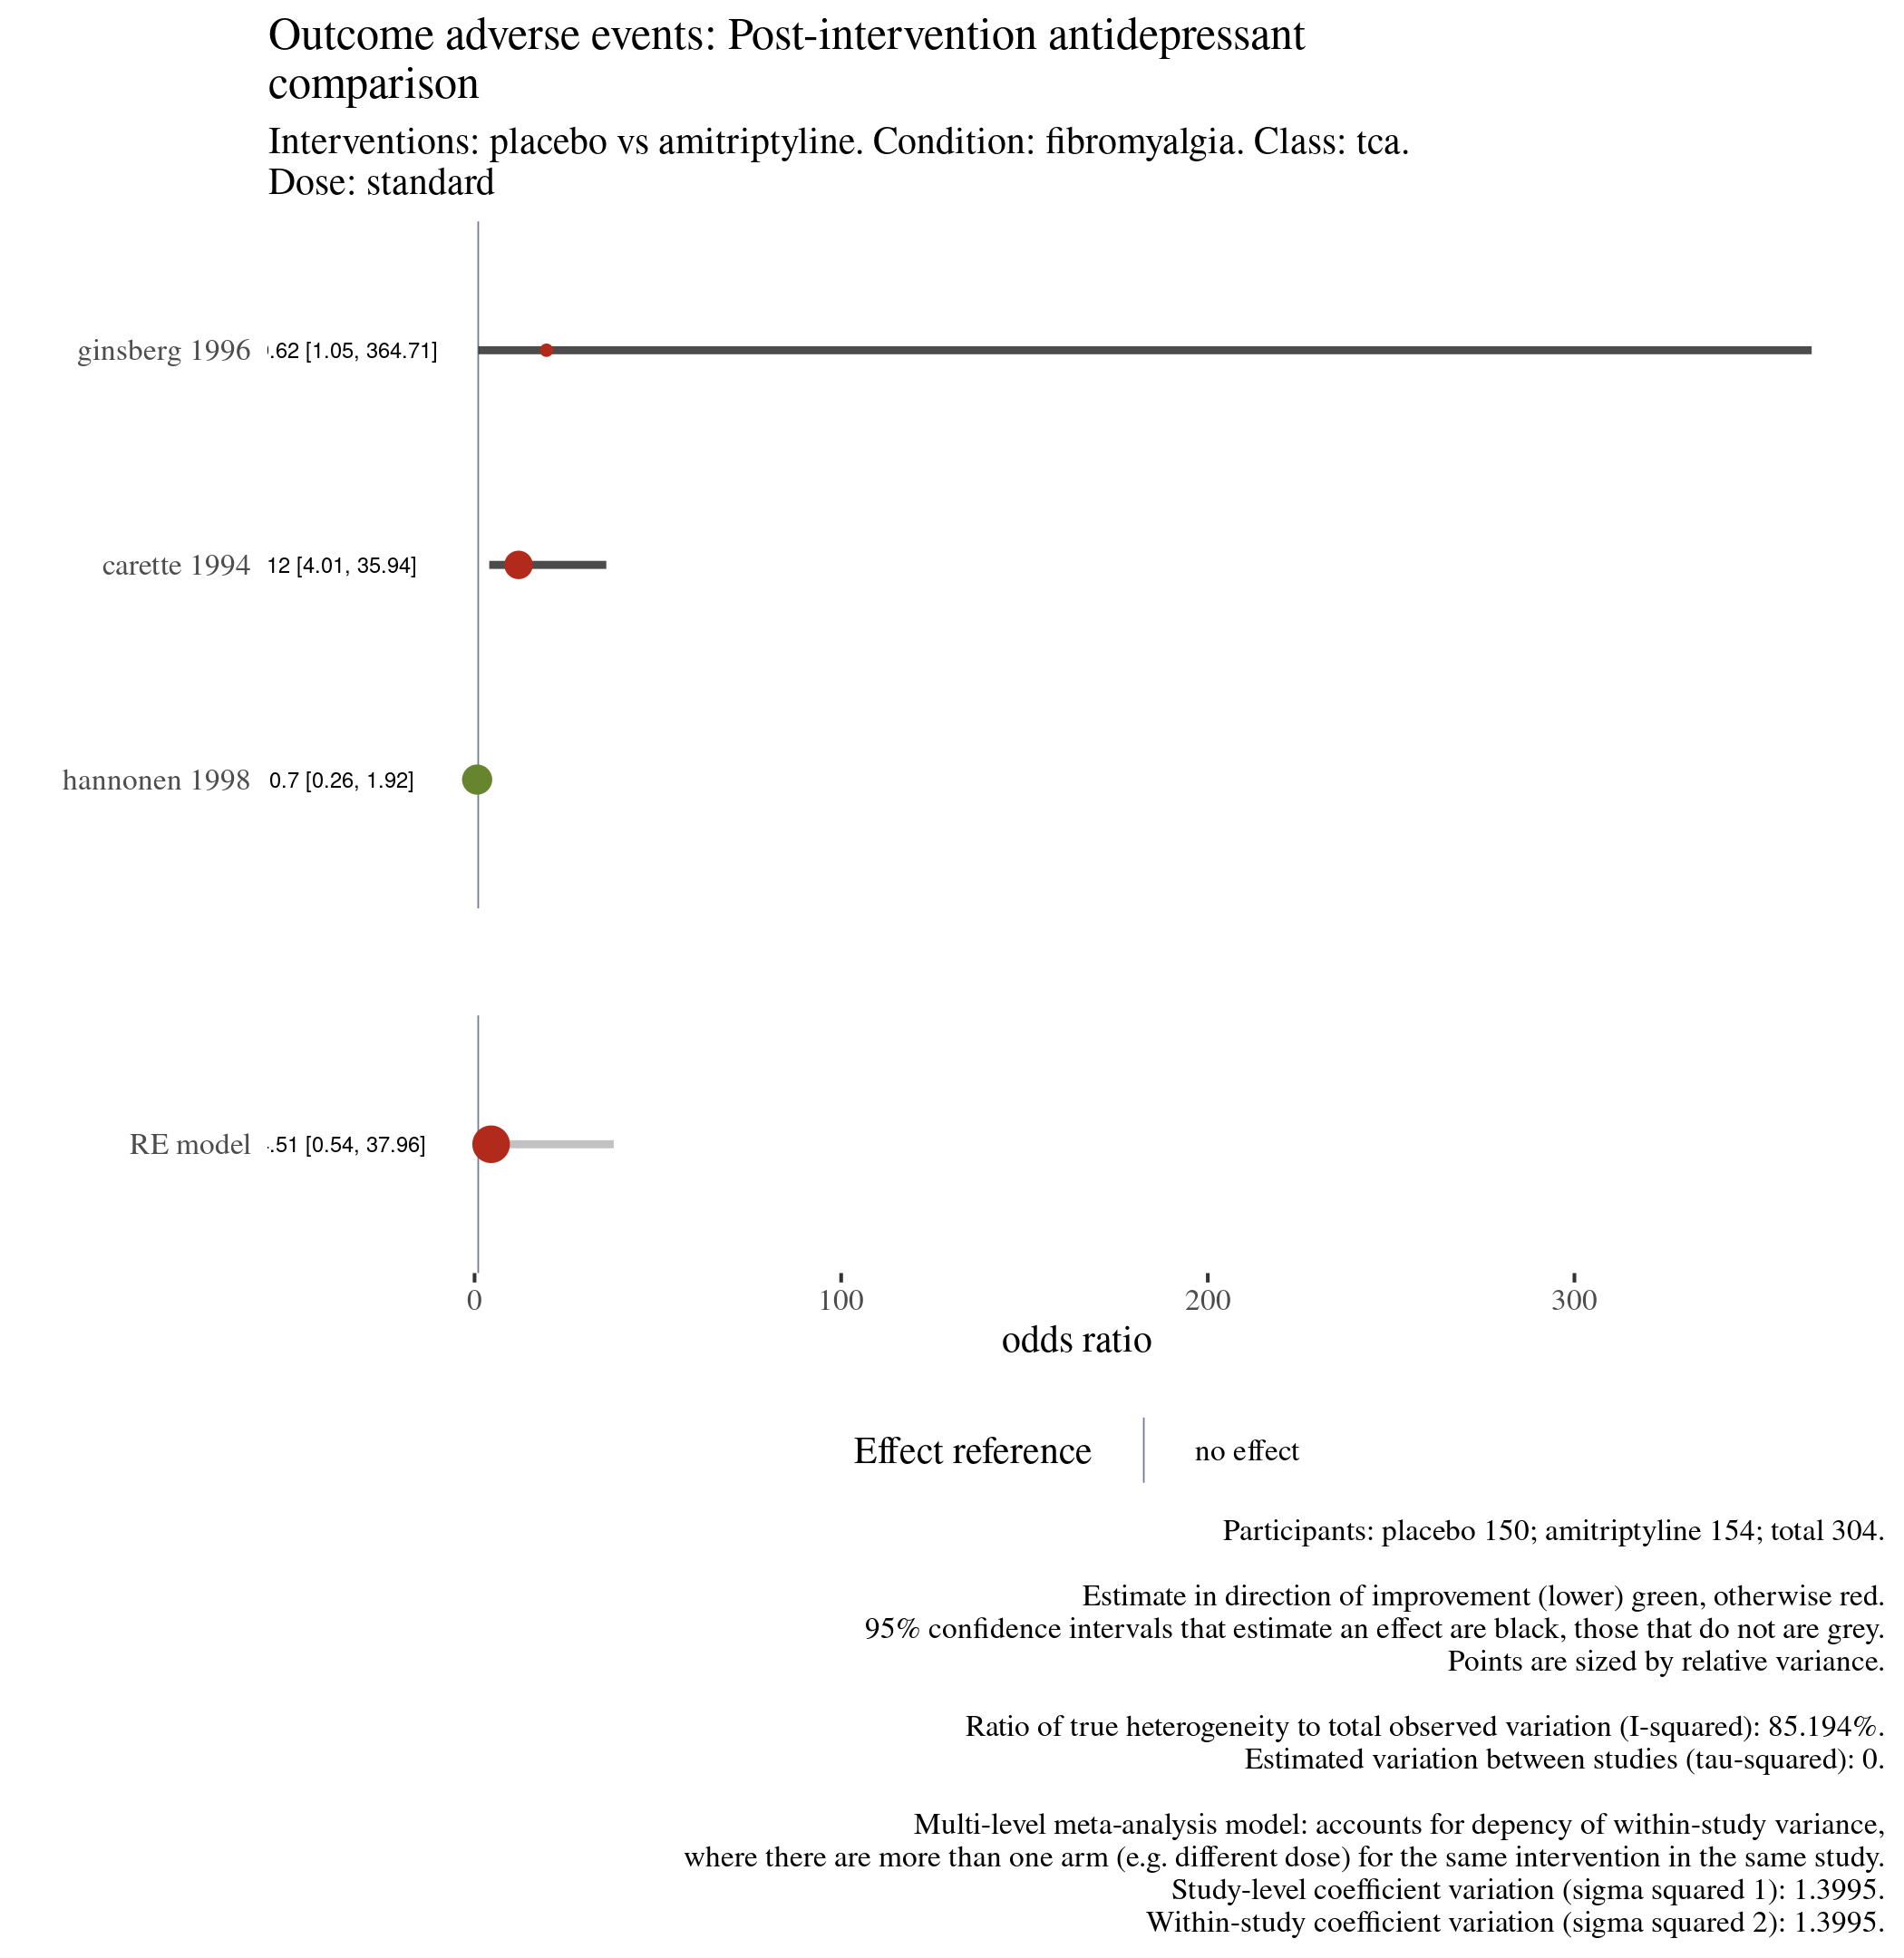 Outcome adverse events: Post-intervention antidepressant
comparison
Interventions: placebo vs amitriptyline. Condition: fibromyalgia. Class: tca.
Dose: standard
ginsberg 1996 .62 [1.05, 364.71]
carette 1994 12 [4.01, 35.94]
hannonen 1998 0.7 [0.26, 1.92]
RE model .51 [0.54, 37.96]
0 100 200 300
odds ratio
Effect reference no effect
Participants: placebo 150; amitriptyline 154; total 304.
Estimate in direction of improvement (lower) green, otherwise red.
95% confidence intervals that estimate an effect are black, those that do not are grey.
Points are sized by relative variance.
Ratio of true heterogeneity to total observed variation (I-squared): 85.194%.
Estimated variation between studies (tau-squared): 0.
Multi-level meta-analysis model: accounts for depency of within-study variance,
where there are more than one arm (e.g. different dose) for the same intervention in the same study.
Study-level coefficient variation (sigma squared 1): 1.3995.
Within-study coefficient variation (sigma squared 2): 1.3995.